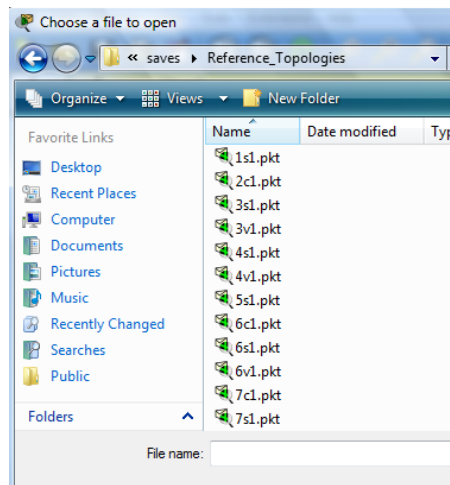 Choose a file to open
« saves Reference_Topologies
Organize Views New Folder
Favorite Links
Desktop
Recent Places
Computer
Documents
Pictures
Music
Recently Changed
Searches
Public
Folders
Name Date modified Typ
1s1.pkt
2c1.pkt
3s1.pkt
3v1.pkt
4s1.pkt
4v1.pkt
5s1.pkt
6c1.pkt
6s1.pkt
6v1.pkt
7c1.pkt
7s1.pkt
File name: